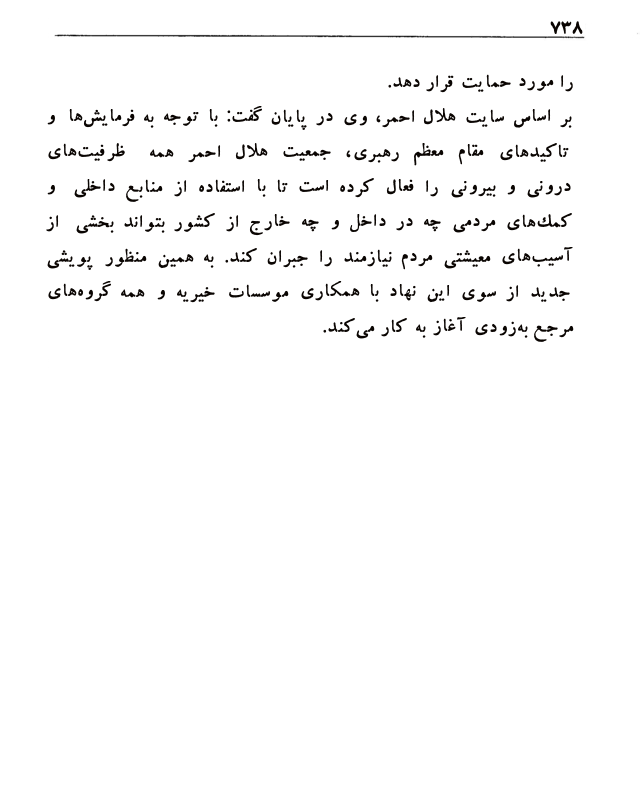 ۷۳۸
را مورد حمایت قرار دهد.
بر اساس سایت هلال احمر، وی در پایان گفت: با توجه به فرمایش‌ها و
تاکیدهای مقام معظم رهبری، جمعیت هلال احمر همه ظرفیت‌های
درونی و بیرونی را فعال کرده است تا با استفاده از منابع داخلی و
کمك‌های مردمی چه در داخل و چه خارج از کشور بتواند بخشی از
آسیب‌های معیشتی مردم نیازمند را جبران کند. به همین منظور پویشی
جدید از سوی این نهاد با همکاری موسسات خیریه و همه گروه‌های
مرجع به‌زودی آغاز به کار می‌کند.